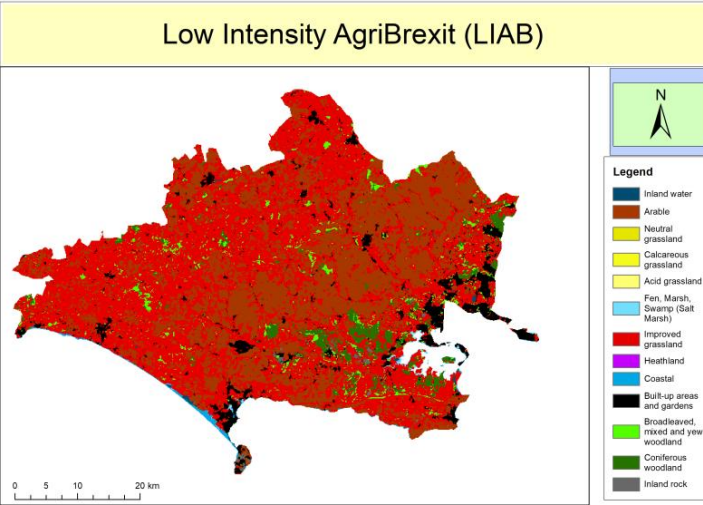 Low Intensity AgriBrexit (LIAB)
N
Legend
Inland water
Arable
Neutral
grassland
Calcareous
grassland
Acid grassland
Fen, Marsh,
Swamp (Salt
Marsh)
Improved
grassland
Heathland
Coastal
Built-up areas
and gardens
Broadleaved,
mixed and yew
woodland
Coniferous
woodland
Inland rock
0 5 10 20 km